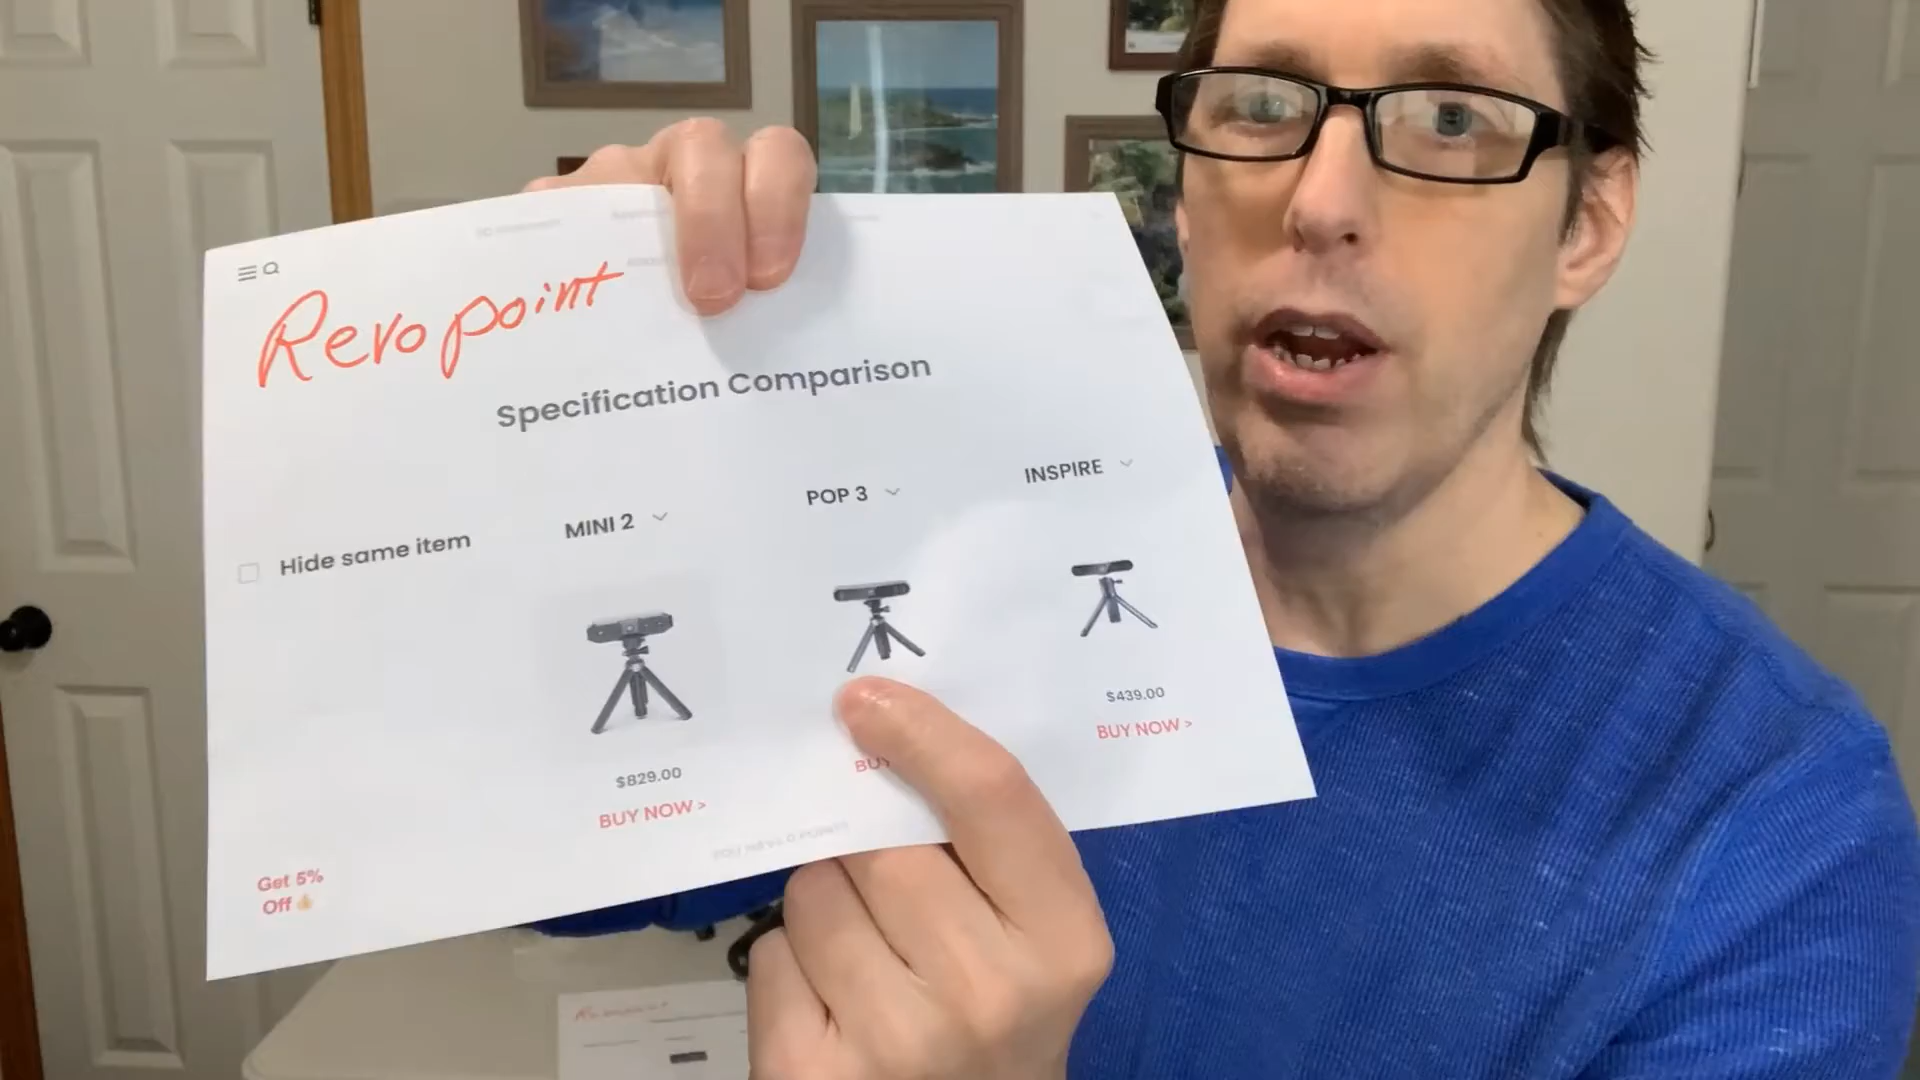 Revopoint
Specification Comparison
Hide same item
MINI 2
POP 3
INSPIRE
$829.00
BUY NOW >
BUY
$439.00
BUY NOW >
Get 5%
Off